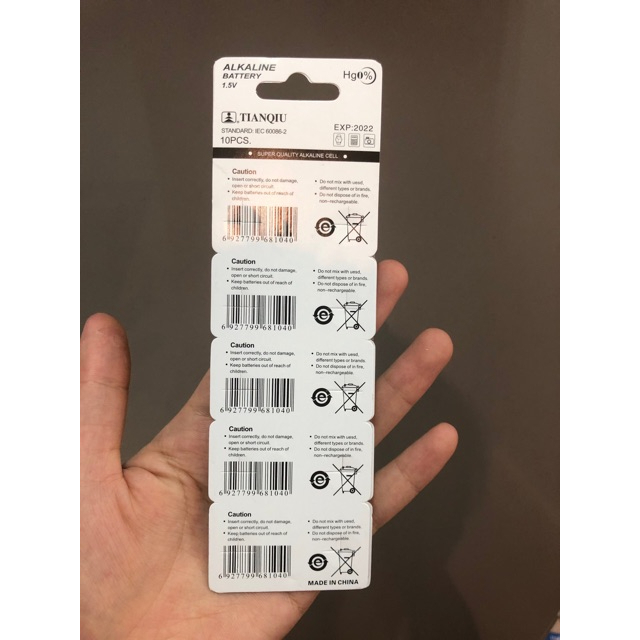 ALKALINE
BATTERY
1.5V
Hg0%
TIANQIU
STANDARD: IEC 60086-2
10PCS.
EXP:2022
SUPER QUALITY ALKALINE CELL
Caution
• Insert correctly, do not damage,
open or short circuit.
• Keep batteries out of reach of
children.
• Do not mix with used,
different types or brands.
• Do not dispose of in fire,
non-rechargeable.
6 927799 681040
Caution
• Insert correctly, do not damage,
open or short circuit.
• Keep batteries out of reach of
children.
• Do not mix with used,
different types or brands.
• Do not dispose of in fire,
non-rechargeable.
6 927799 681040
Caution
• Insert correctly, do not damage,
open or short circuit.
• Keep batteries out of reach of
children.
• Do not mix with used,
different types or brands.
• Do not dispose of in fire,
non-rechargeable.
6 927799 681040
Caution
• Insert correctly, do not damage,
open or short circuit.
• Keep batteries out of reach of
children.
• Do not mix with used,
different types or brands.
• Do not dispose of in fire,
non-rechargeable.
6 927799 681040
Caution
• Insert correctly, do not damage,
open or short circuit.
• Keep batteries out of reach of
children.
• Do not mix with used,
different types or brands.
• Do not dispose of in fire,
non-rechargeable.
6 927799 681040
MADE IN CHINA